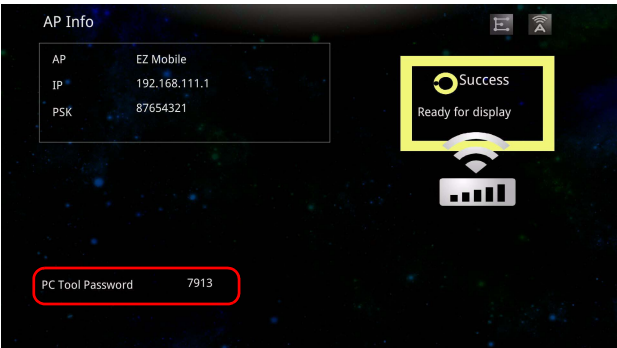 AP Info
AP EZ Mobile
IP 192.168.111.1
PSK 87654321
Success
Ready for display
PC Tool Password 7913